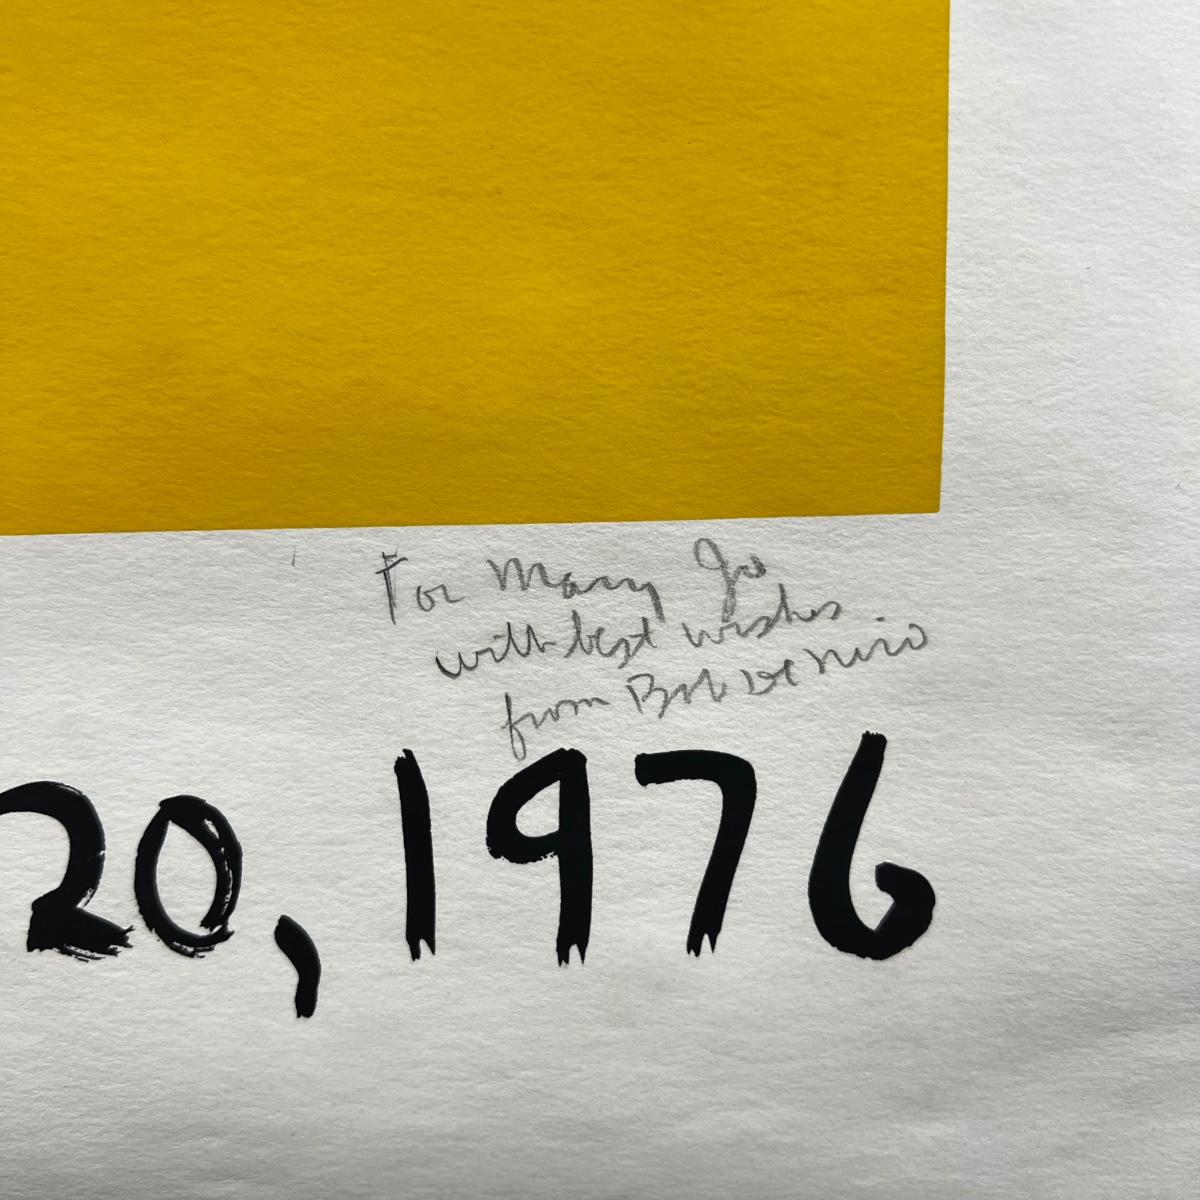 For Mary Jo
with best wishes
from Bob De Niro
20, 1976